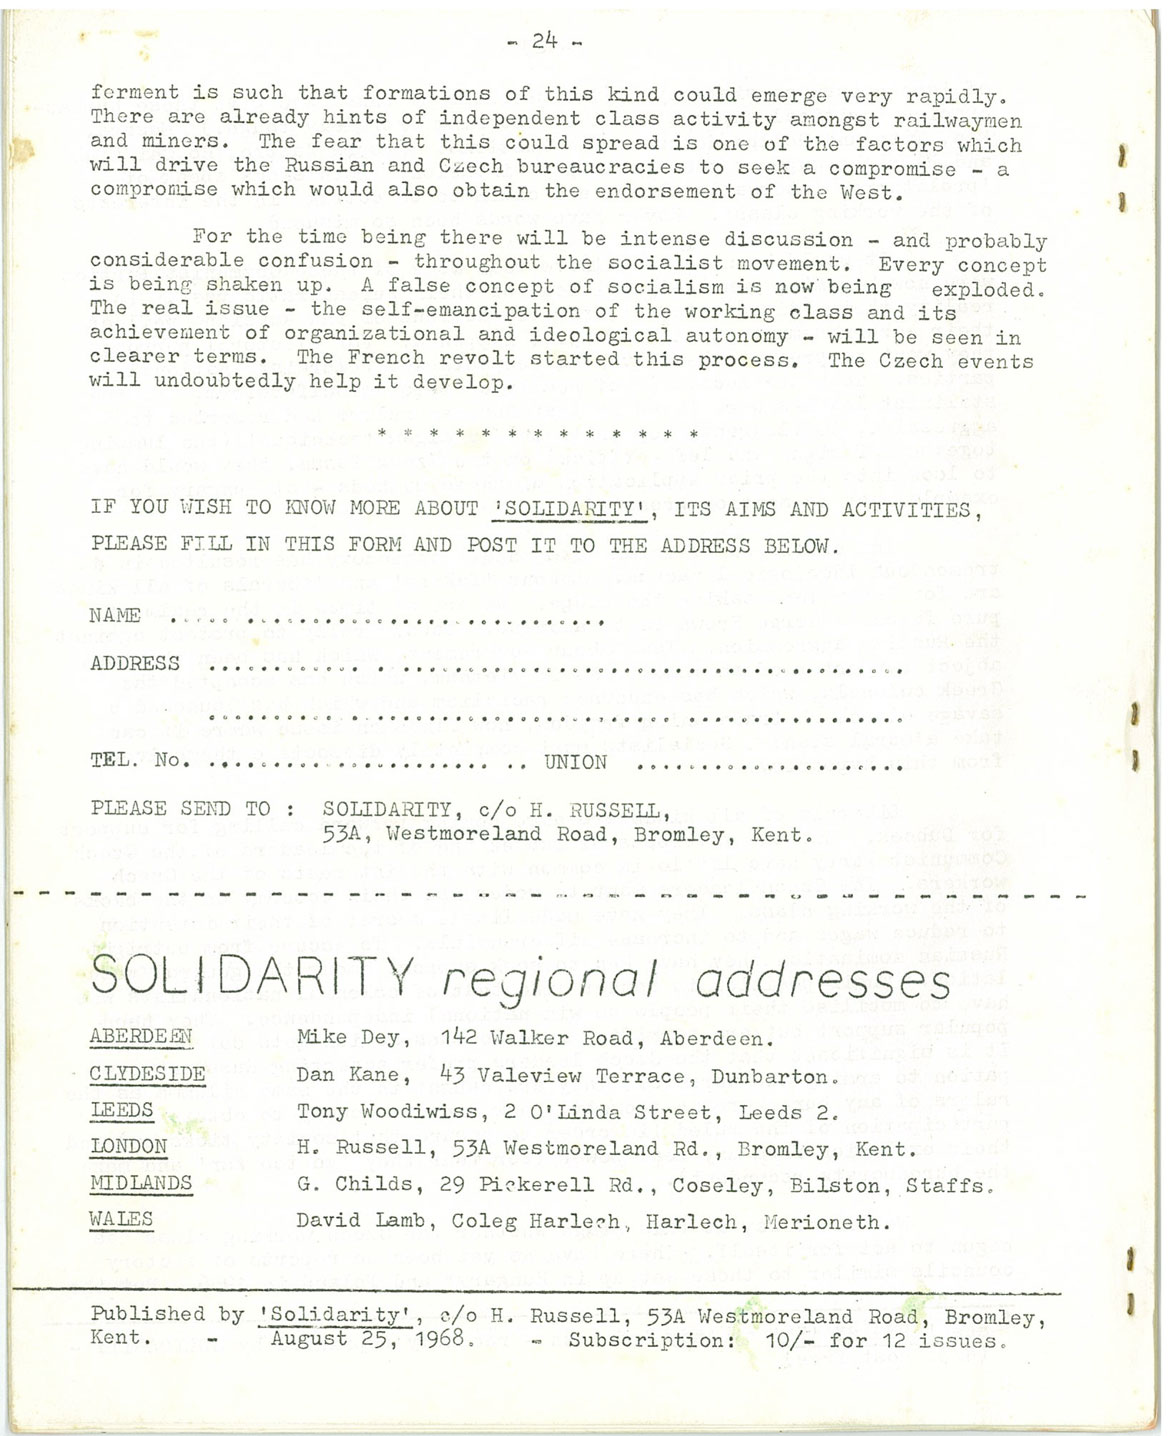 - 24 -
ferment is such that formations of this kind could emerge very rapidly.
There are already hints of independent class activity amongst railwaymen
and miners. The fear that this could spread is one of the factors which
will drive the Russian and Czech bureaucracies to seek a compromise - a
compromise which would also obtain the endorsement of the West.
For the time being there will be intense discussion - and probably
considerable confusion - throughout the socialist movement. Every concept
is being shaken up. A false concept of socialism is now being exploded.
The real issue - the self-emancipation of the working class and its
achievement of organizational and ideological autonomy - will be seen in
clearer terms. The French revolt started this process. The Czech events
will undoubtedly help it develop.
* * * * * * * * * * * * *
IF YOU WISH TO KNOW MORE ABOUT 'SOLIDARITY', ITS AIMS AND ACTIVITIES,
PLEASE FILL IN THIS FORM AND POST IT TO THE ADDRESS BELOW.
NAME ..................................
ADDRESS ......................................................
......................................................
TEL. No. ......................... UNION .....................
PLEASE SEND TO : SOLIDARITY, c/o H. RUSSELL,
53A, Westmoreland Road, Bromley, Kent.
SOLIDARITY regional addresses
ABERDEEN Mike Dey, 142 Walker Road, Aberdeen.
CLYDESIDE Dan Kane, 43 Valeview Terrace, Dunbarton.
LEEDS Tony Woodiwiss, 2 O'Linda Street, Leeds 2.
LONDON H. Russell, 53A Westmoreland Rd., Bromley, Kent.
MIDLANDS G. Childs, 29 Pickerell Rd., Coseley, Bilston, Staffs.
WALES David Lamb, Coleg Harlech, Harlech, Merioneth.
Published by 'Solidarity', c/o H. Russell, 53A Westmoreland Road, Bromley,
Kent. - August 25, 1968. - Subscription: 10/- for 12 issues.